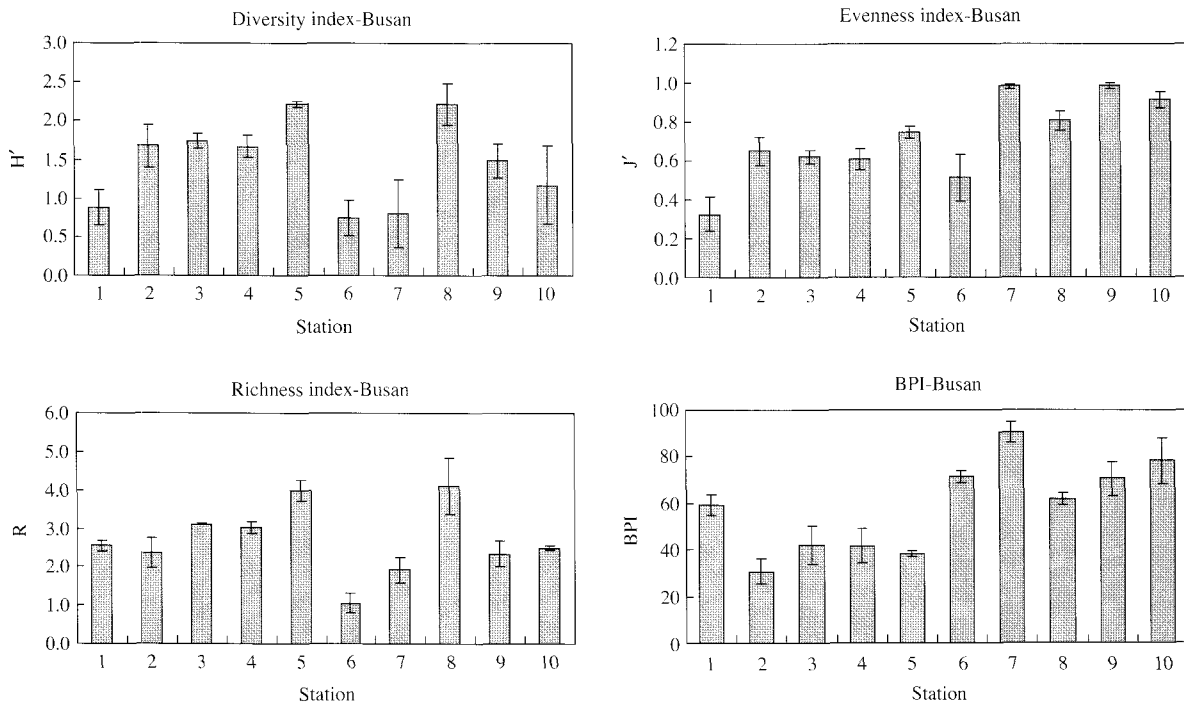 Diversity index-Busan
3.0
2.5
2.0
1.5
1.0
0.5
0.0
H′
1 2 3 4 5 6 7 8 9 10
Station
Evenness index-Busan
1.2
1.0
0.8
0.6
0.4
0.2
0.0
J′
1 2 3 4 5 6 7 8 9 10
Station
Richness index-Busan
6.0
5.0
4.0
3.0
2.0
1.0
0.0
R
1 2 3 4 5 6 7 8 9 10
Station
BPI-Busan
100
80
60
40
20
0
BPI
1 2 3 4 5 6 7 8 9 10
Station